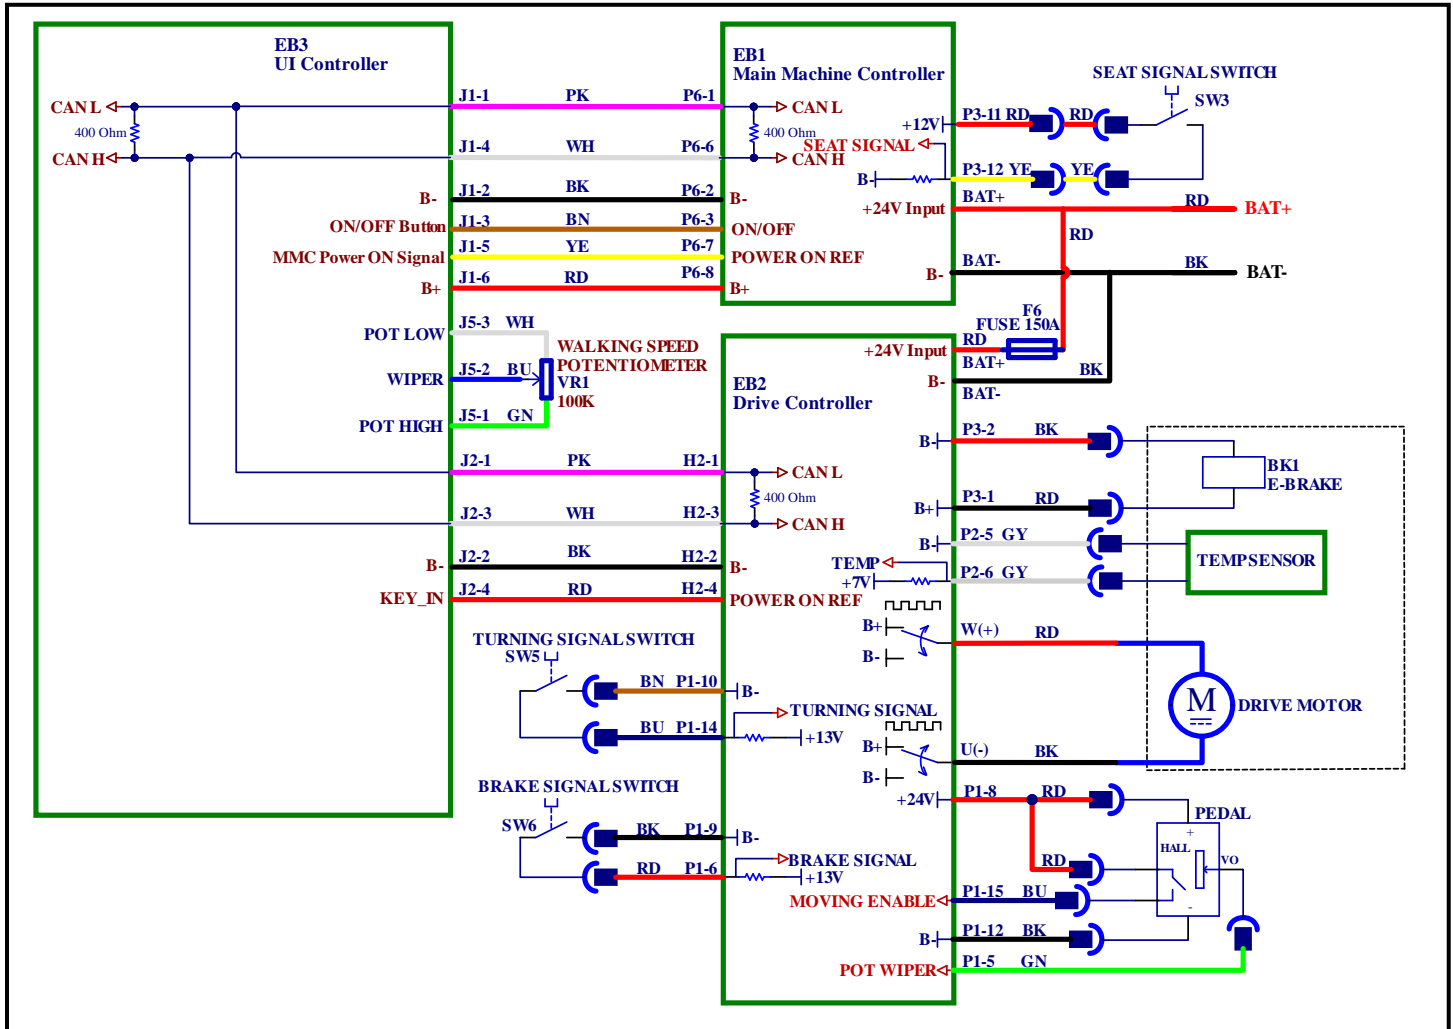 EB3
UI Controller
CAN L
400 Ohm
CAN H
B-
ON/OFF Button
MMC Power ON Signal
B+
POT LOW
WIPER
POT HIGH
B-
KEY_IN
J1-1 PK P6-1
J1-4 WH P6-6
J1-2 BK P6-2
J1-3 BN P6-3
J1-5 YE P6-7
J1-6 RD P6-8
J5-3 WH
J5-2 BU
J5-1 GN
WALKING SPEED
POTENTIOMETER
VR1
100K
J2-1 PK H2-1
J2-3 WH H2-3
J2-2 BK H2-2
J2-4 RD H2-4
EB1
Main Machine Controller
CAN L
400 Ohm
CAN H
B-
ON/OFF
POWER ON REF
B+
+12V
SEAT SIGNAL
B-
+24V Input
B-
SEAT SIGNAL SWITCH
SW3
P3-11 RD RD
P3-12 YE YE
BAT+ RD BAT+
RD
BAT- BK BAT-
F6
FUSE 150A
RD
BAT+
BK
BAT-
+24V Input
B-
EB2
Drive Controller
CAN L
400 Ohm
CAN H
B-
POWER ON REF
B- P3-2 BK
BK1
E-BRAKE
B+ P3-1 RD
B- P2-5 GY
TEMP
+7V P2-6 GY
TEMP SENSOR
B+
B-
W(+) RD
M
DRIVE MOTOR
B+
B-
U(-) BK
TURNING SIGNAL SWITCH
SW5
BN P1-10 B-
TURNING SIGNAL
BU P1-14 +13V
BRAKE SIGNAL SWITCH
SW6
BK P1-9 B-
BRAKE SIGNAL
RD P1-6 +13V
+24V P1-8 RD
PEDAL
+
HALL
VO
-
RD
MOVING ENABLE P1-15 BU
B- P1-12 BK
POT WIPER P1-5 GN